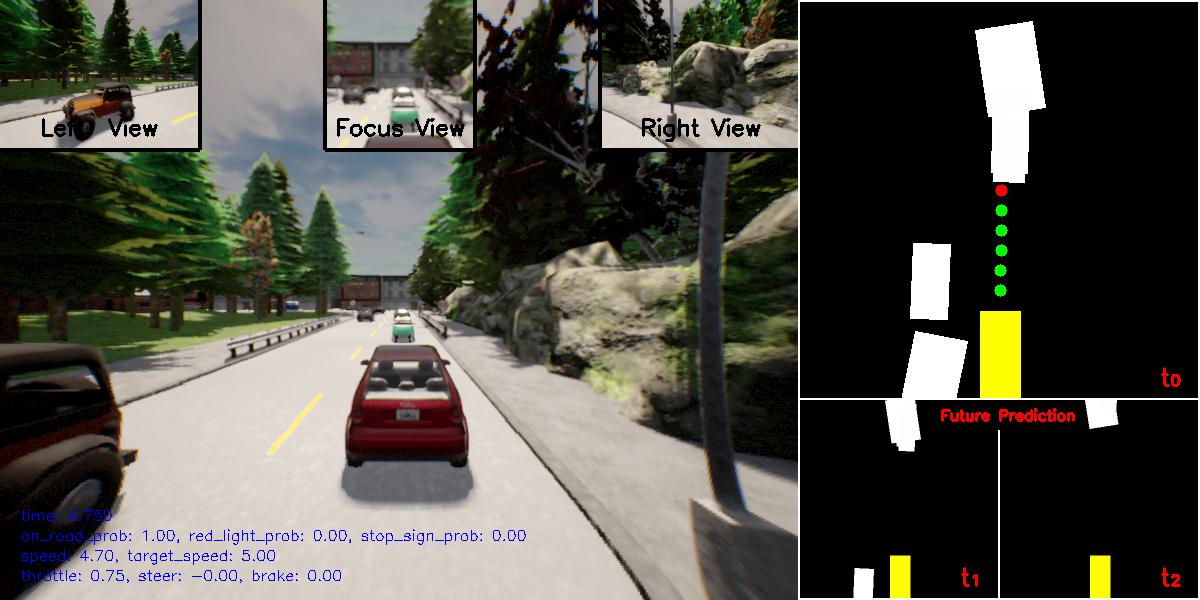 Left View
Focus View
Right View
t0
Future Prediction
t1
t2
time: 4.750
on_road_prob: 1.00, red_light_prob: 0.00, stop_sign_prob: 0.00
speed: 4.70, target_speed: 5.00
throttle: 0.75, steer: -0.00, brake: 0.00